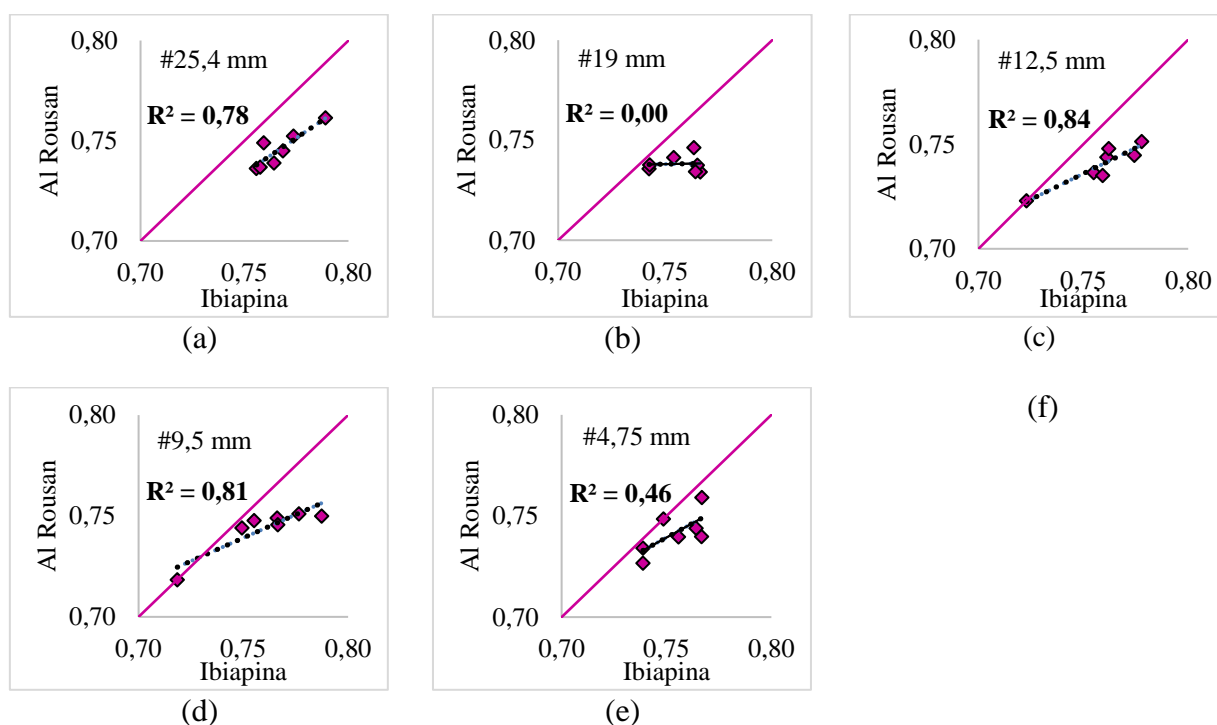 0,80
#25,4 mm
R² = 0,78
0,75
Al Rousan
0,70
0,70 0,75 0,80
Ibiapina
(a)
0,80
#19 mm
R² = 0,00
0,75
Al Rousan
0,70
0,70 0,75 0,80
Ibiapina
(b)
0,80
#12,5 mm
R² = 0,84
0,75
Al Rousan
0,70
0,70 0,75 0,80
Ibiapina
(c)
0,80
#9,5 mm
R² = 0,81
0,75
Al Rousan
0,70
0,70 0,75 0,80
Ibiapina
(d)
0,80
#4,75 mm
R² = 0,46
0,75
Al Rousan
0,70
0,70 0,75 0,80
Ibiapina
(e)
(f)